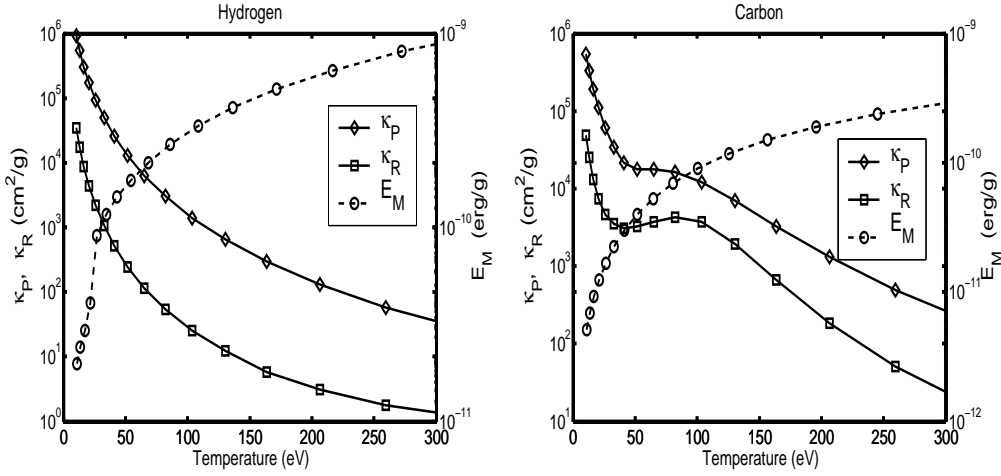 Hydrogen
10^6
10^5
10^4
10^3
10^2
10^1
10^0
κ_P, κ_R (cm^2/g)
0 50 100 150 200 250 300
Temperature (eV)
10^-9
10^-10
10^-11
E_M (erg/g)
κ_P
κ_R
E_M
Carbon
10^6
10^5
10^4
10^3
10^2
10^1
κ_P, κ_R (cm^2/g)
0 50 100 150 200 250 300
Temperature (eV)
10^-9
10^-10
10^-11
10^-12
E_M (erg/g)
κ_P
κ_R
E_M